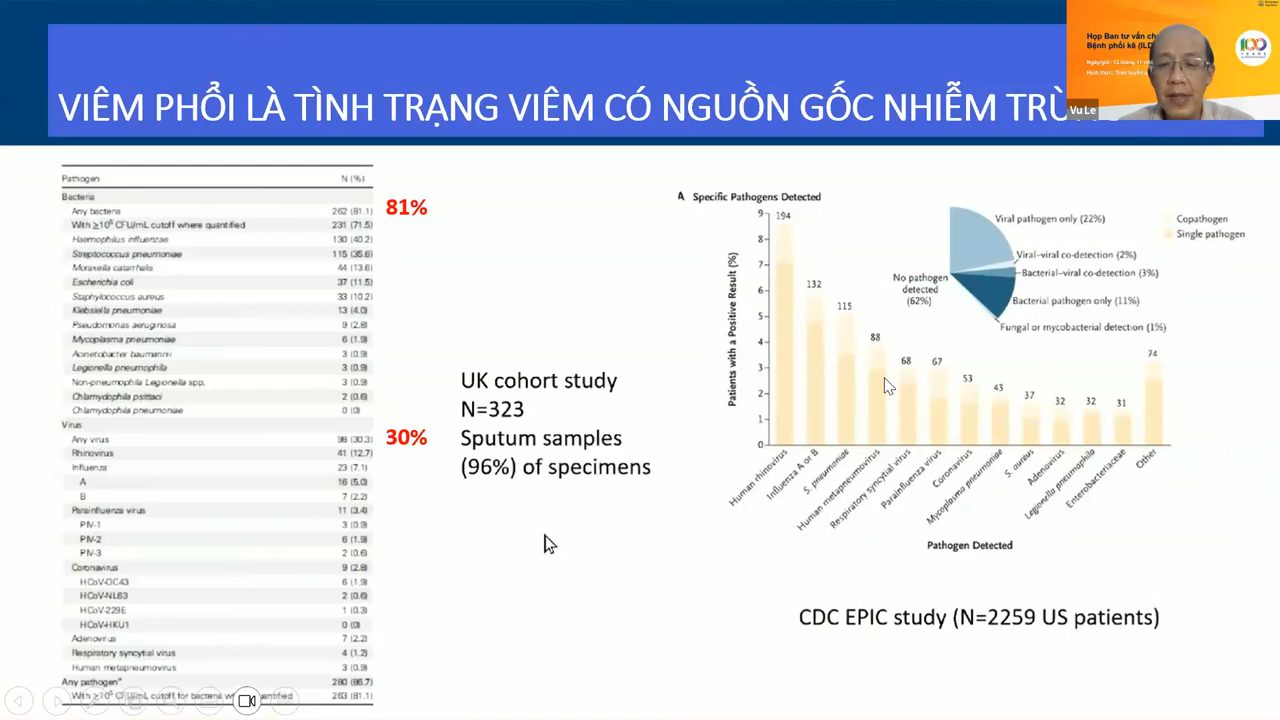 VIÊM PHỔI LÀ TÌNH TRẠNG VIÊM CÓ NGUỒN GỐC NHIỄM
Họp Ban tư vấn
Bệnh phổi kẽ (ILD
Vu Le
Pathogen N (%)
Bacteria
Any bacteria 262 (81.1)
With ≥10⁵ CFU/mL cutoff where quantified 231 (71.5)
Haemophilus influenzae 130 (40.2)
Streptococcus pneumoniae 115 (35.6)
Moraxella catarrhalis 44 (13.6)
Escherichia coli 37 (11.5)
Staphylococcus aureus 33 (10.2)
Klebsiella pneumoniae 13 (4.0)
Pseudomonas aeruginosa 9 (2.8)
Mycoplasma pneumoniae 6 (1.9)
Acinetobacter baumannii 3 (0.9)
Legionella pneumophila 3 (0.9)
Non-pneumophila Legionella spp. 3 (0.9)
Chlamydophila psittaci 2 (0.6)
Chlamydophila pneumoniae 0 (0)
Virus
Any virus 98 (30.3)
Rhinovirus 41 (12.7)
Influenza 23 (7.1)
A 16 (5.0)
B 7 (2.2)
Parainfluenza virus 11 (3.4)
PIV-1 3 (0.9)
PIV-2 6 (1.9)
PIV-3 2 (0.6)
Coronavirus 9 (2.8)
HCoV-OC43 6 (1.9)
HCoV-NL63 2 (0.6)
HCoV-229E 1 (0.3)
HCoV-HKU1 0 (0)
Adenovirus 7 (2.2)
Respiratory syncytial virus 4 (1.2)
Human metapneumovirus 3 (0.9)
Any pathogenᵃ 280 (86.7)
With ≥10⁵ CFU/mL cutoff for bacteria 263 (81.1)
81%
30%
UK cohort study
N=323
Sputum samples
(96%) of specimens
A Specific Pathogens Detected
Patients with a Positive Result (%)
9
8
7
6
5
4
3
2
1
0
194
132
115
88
68
67
53
43
37
32
32
31
74
Human rhinovirus
Influenza A or B
S. pneumoniae
Human metapneumovirus
Respiratory syncytial virus
Parainfluenza virus
Coronavirus
Mycoplasma pneumoniae
S. aureus
Adenovirus
Legionella pneumophila
Enterobacteriaceae
Other
Pathogen Detected
Viral pathogen only (22%)
Viral–viral co-detection (2%)
Bacterial–viral co-detection (3%)
Bacterial pathogen only (11%)
Fungal or mycobacterial detection (1%)
No pathogen
detected
(62%)
Copathogen
Single pathogen
CDC EPIC study (N=2259 US patients)